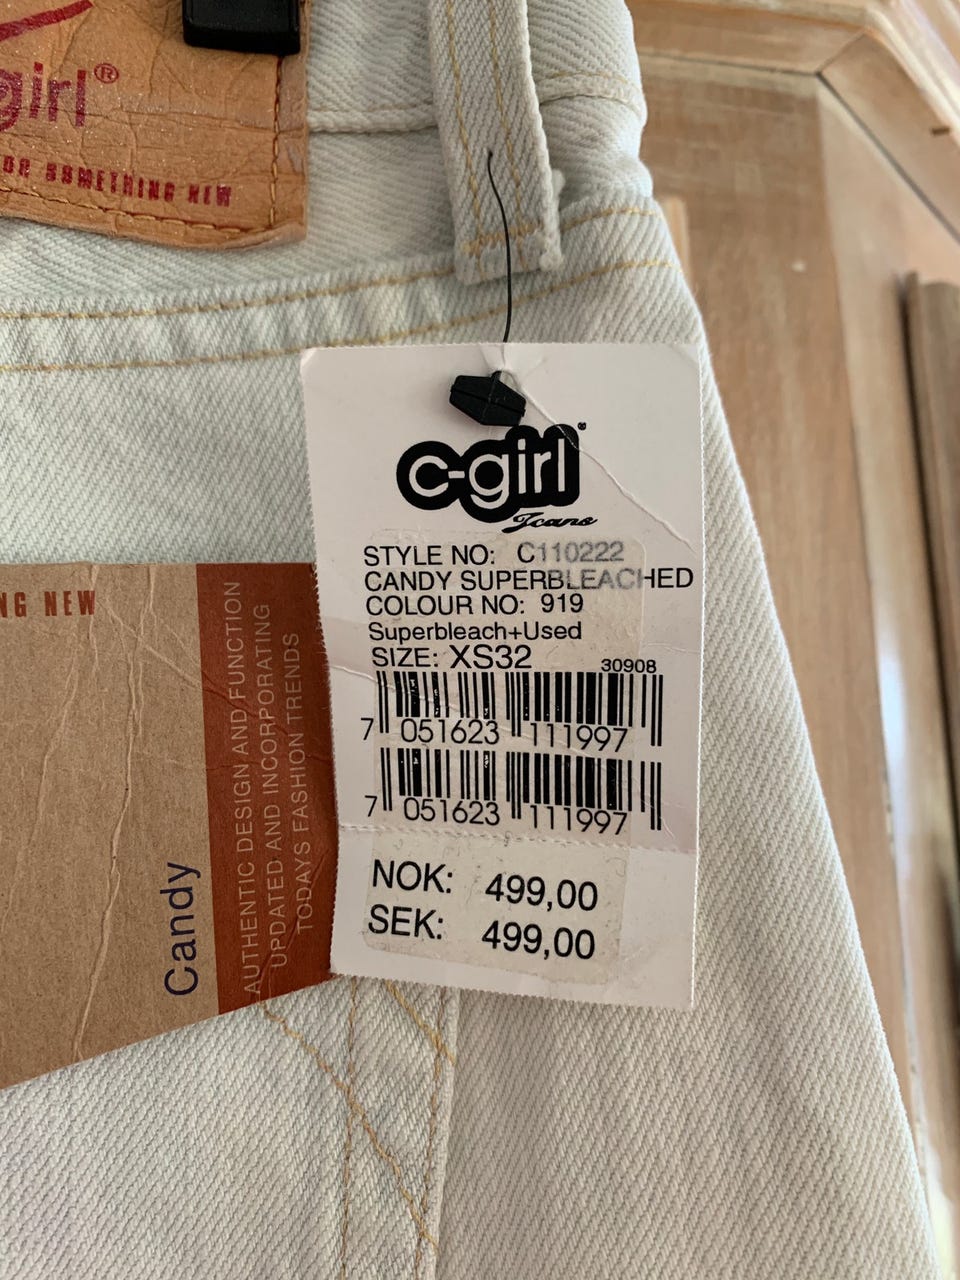 girl®
SOMETHING NEW
c-girl
Jeans
STYLE NO: C110222
CANDY SUPERBLEACHED
COLOUR NO: 919
Superbleach+Used
SIZE: XS32
30908
7 051623 111997
7 051623 111997
NOK: 499,00
SEK: 499,00
NG NEW
Candy
AUTHENTIC DESIGN AND FUNCTION
UPDATED AND INCORPORATING
TODAYS FASHION TRENDS